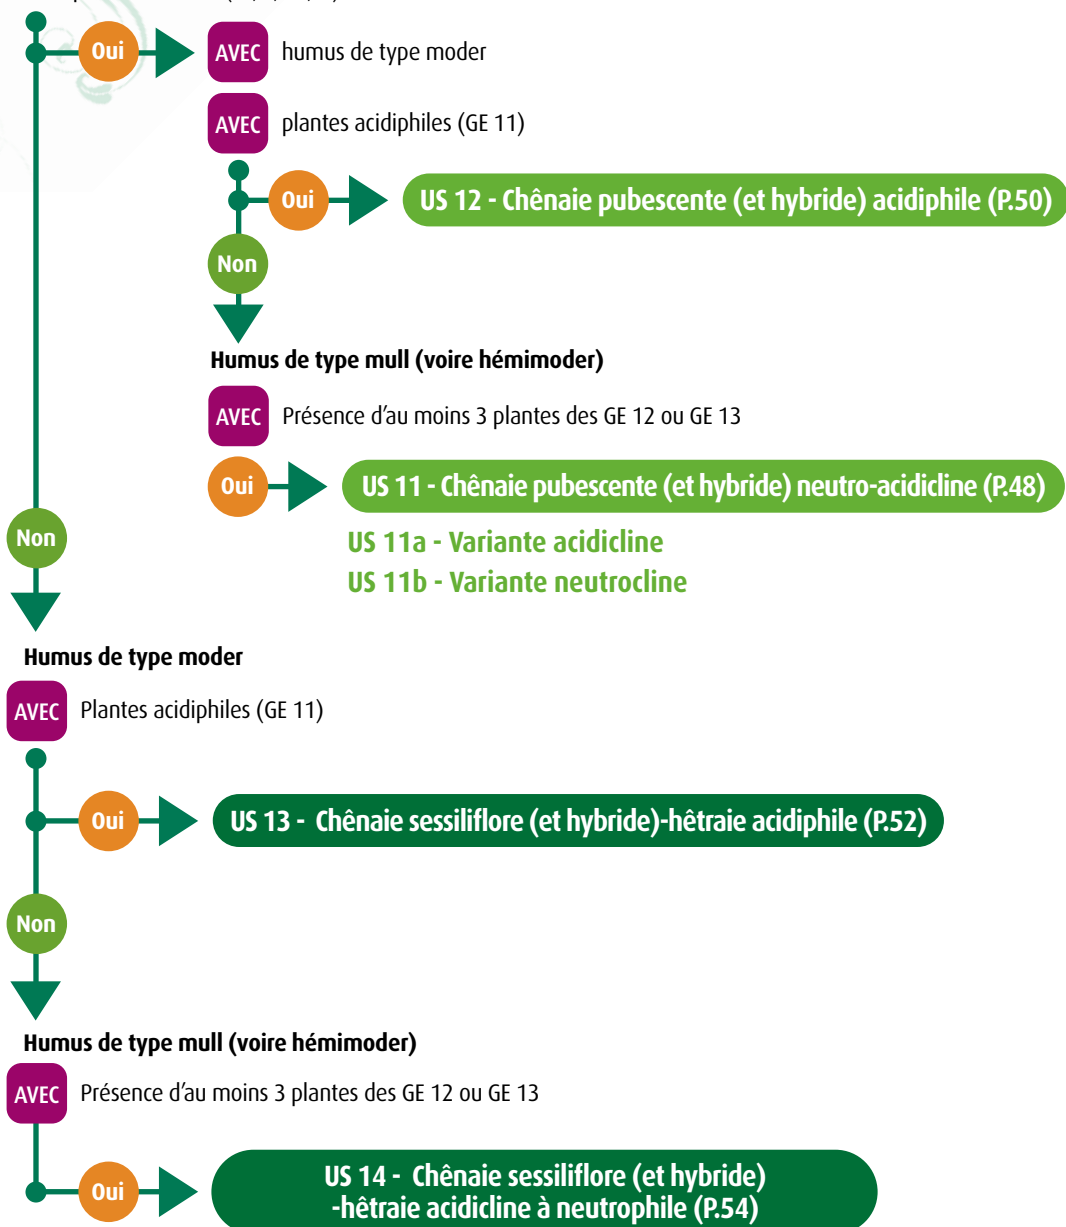 Oui
AVEC humus de type moder
AVEC plantes acidiphiles (GE 11)
Oui
US 12 - Chênaie pubescente (et hybride) acidiphile (P.50)
Non
Humus de type mull (voire hémimoder)
AVEC Présence d'au moins 3 plantes des GE 12 ou GE 13
Oui
US 11 - Chênaie pubescente (et hybride) neutro-acidicline (P.48)
US 11a - Variante acidicline
US 11b - Variante neutrocline
Non
Humus de type moder
AVEC Plantes acidiphiles (GE 11)
Oui
US 13 - Chênaie sessiliflore (et hybride)-hêtraie acidiphile (P.52)
Non
Humus de type mull (voire hémimoder)
AVEC Présence d'au moins 3 plantes des GE 12 ou GE 13
Oui
US 14 - Chênaie sessiliflore (et hybride)
-hêtraie acidicline à neutrophile (P.54)